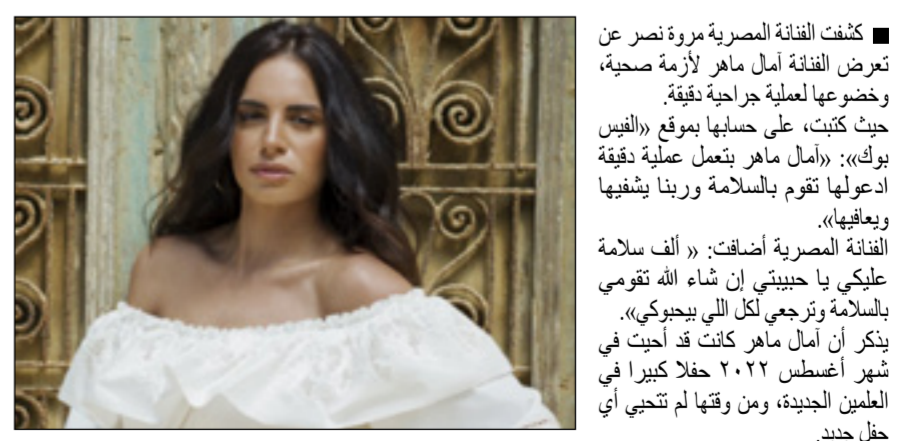 ■ كشفت الفنانة المصرية مروة نصر عن
تعرض الفنانة آمال ماهر لأزمة صحية،
وخضوعها لعملية جراحية دقيقة.
حيث كتبت، على حسابها بموقع «الفيس
بوك»: «آمال ماهر بتعمل عملية دقيقة
ادعولها تقوم بالسلامة وربنا يشفيها
ويعافيها».
الفنانة المصرية أضافت: « ألف سلامة
عليكي يا حبيبتي إن شاء الله تقومي
بالسلامة وترجعي لكل اللي بيحبوكي».
يذكر أن آمال ماهر كانت قد أحيت في
شهر أغسطس ٢٠٢٢ حفلا كبيرا في
العلمين الجديدة، ومن وقتها لم تتحيي أي
حفل جديد.